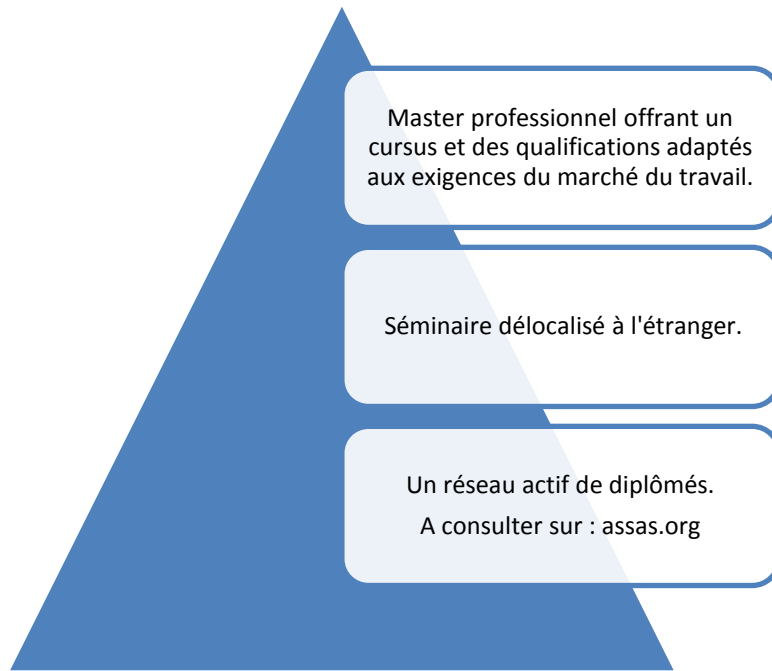 Master professionnel offrant un
cursus et des qualifications adaptés
aux exigences du marché du travail.
Séminaire délocalisé à l'étranger.
Un réseau actif de diplômés.
A consulter sur : assas.org